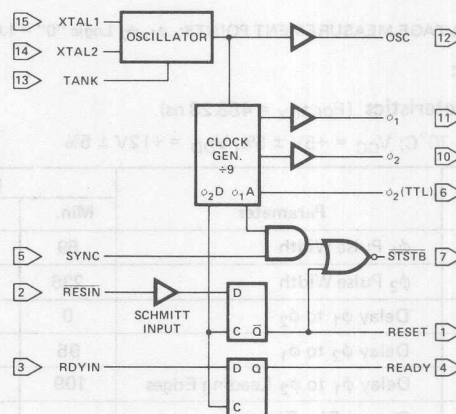 15 XTAL1
14 XTAL2
13 TANK
OSCILLATOR
OSC 12
CLOCK
GEN.
÷9
ϕ2D ϕ1A
ϕ1 11
ϕ2 10
ϕ2(TTL) 6
5 SYNC
STSTB 7
2 RESIN
SCHMITT
INPUT
D
C Q
RESET 1
3 RDYIN
D Q
C
READY 4